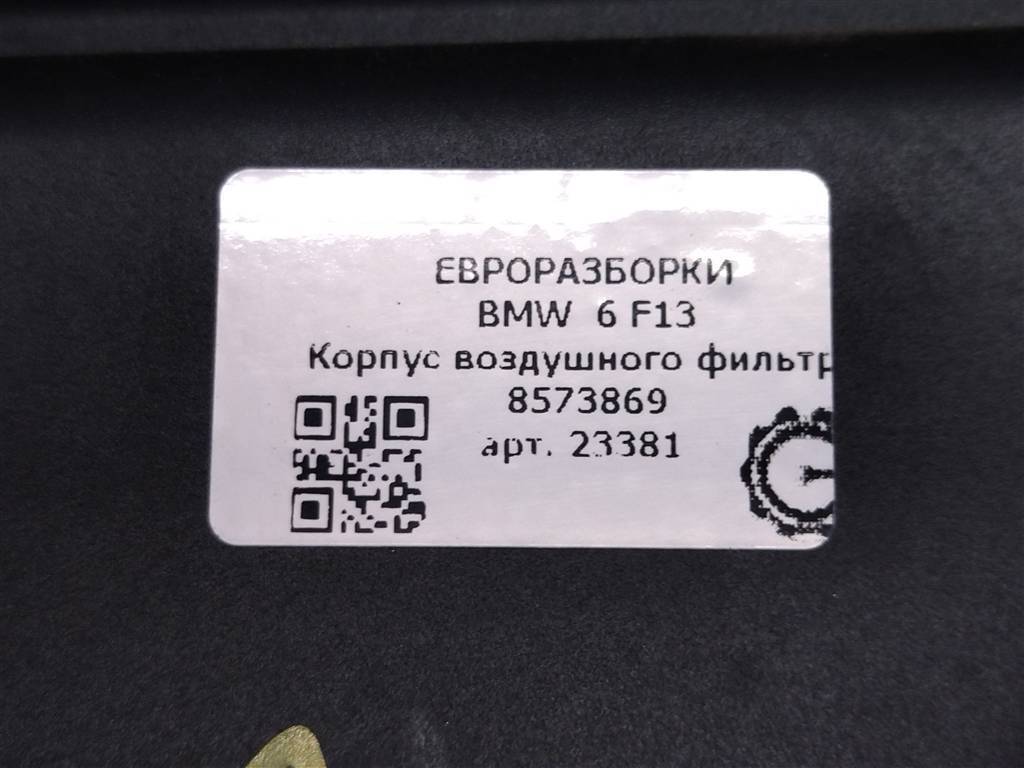 ЕВРОРАЗБОРКИ
BMW 6 F13
Корпус воздушного фильтр
8573869
арт. 23381